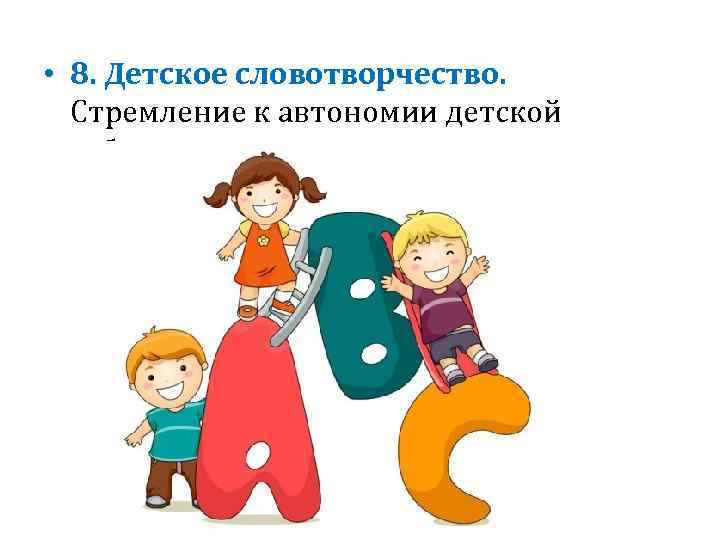 • 8. Детское словотворчество.
Стремление к автономии детской
A
B
C